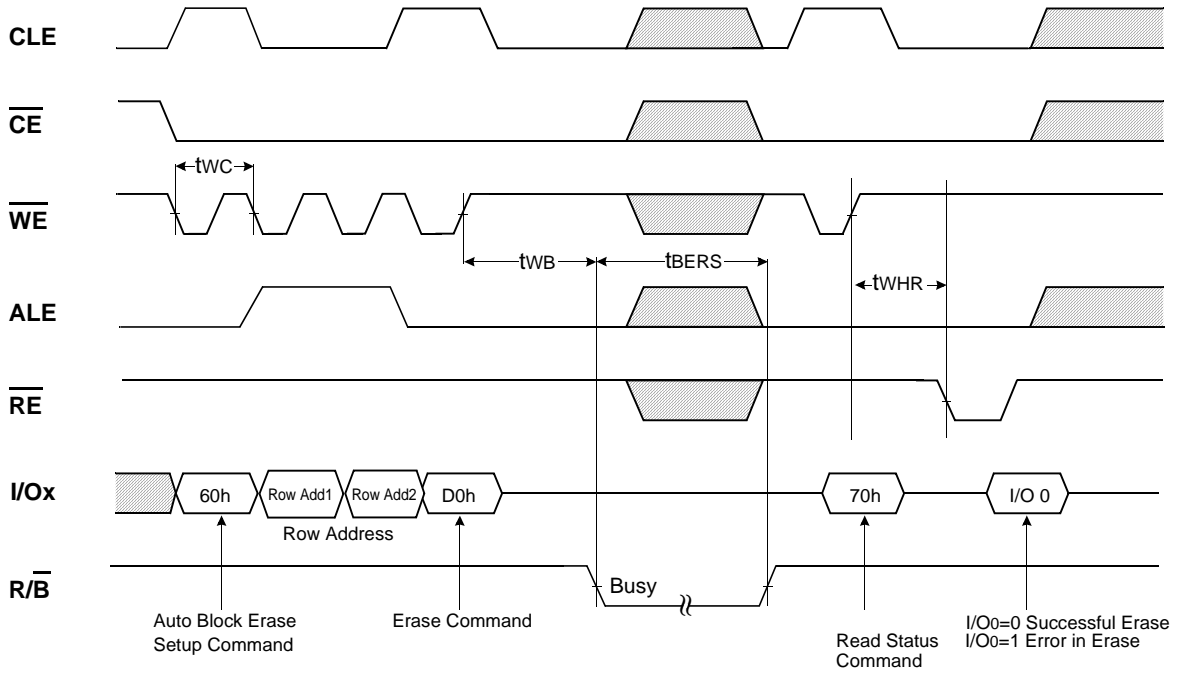 CLE
CE
tWC
WE
tWB
tBERS
tWHR
ALE
RE
I/Ox
60h
Row Add1
Row Add2
D0h
70h
I/O 0
Row Address
R/B
Busy
Auto Block Erase
Setup Command
Erase Command
Read Status
Command
I/O0=0 Successful Erase
I/O0=1 Error in Erase